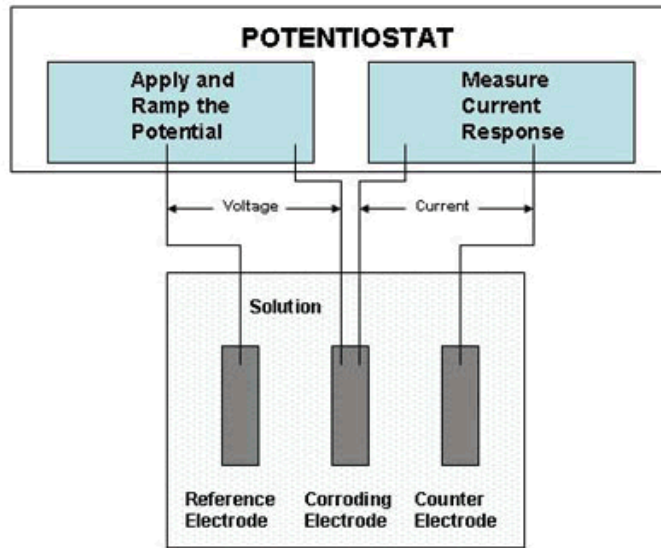 POTENTIOSTAT
Apply and
Ramp the
Potential
Measure
Current
Response
Voltage
Current
Solution
Reference
Electrode
Corroding
Electrode
Counter
Electrode